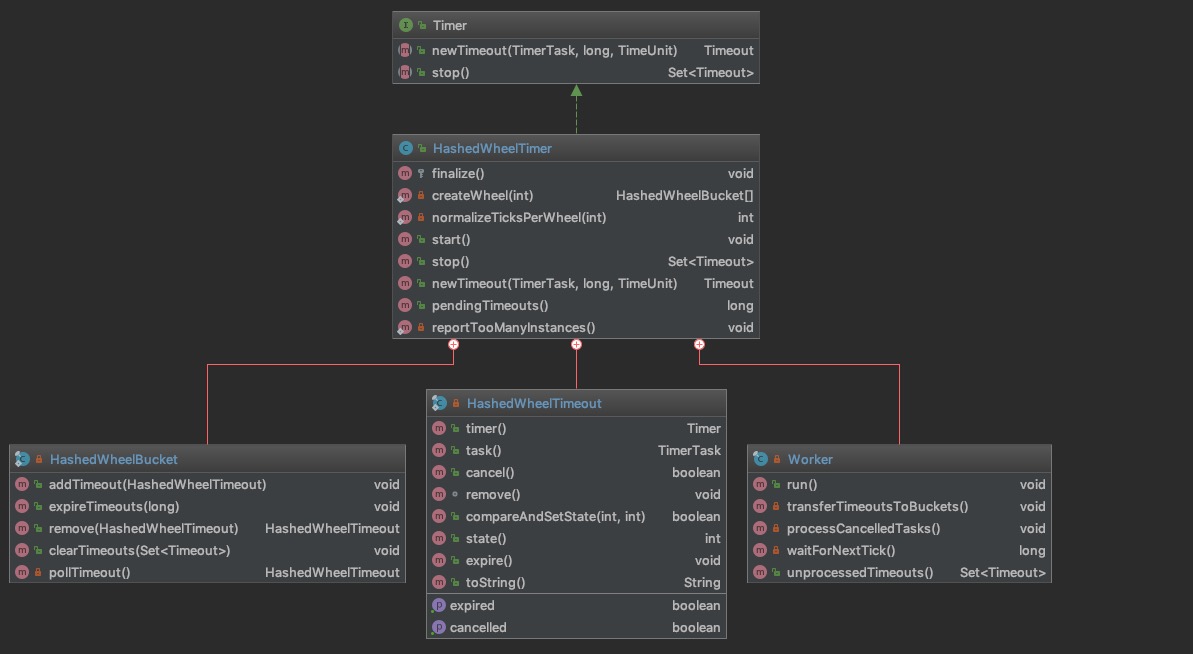 Timer
newTimeout(TimerTask, long, TimeUnit) Timeout
stop() Set<Timeout>
HashedWheelTimer
finalize() void
createWheel(int) HashedWheelBucket[]
normalizeTicksPerWheel(int) int
start() void
stop() Set<Timeout>
newTimeout(TimerTask, long, TimeUnit) Timeout
pendingTimeouts() long
reportTooManyInstances() void
HashedWheelBucket
addTimeout(HashedWheelTimeout) void
expireTimeouts(long) void
remove(HashedWheelTimeout) HashedWheelTimeout
clearTimeouts(Set<Timeout>) void
pollTimeout() HashedWheelTimeout
HashedWheelTimeout
timer() Timer
task() TimerTask
cancel() boolean
remove() void
compareAndSetState(int, int) boolean
state() int
expire() void
toString() String
expired boolean
cancelled boolean
Worker
run() void
transferTimeoutsToBuckets() void
processCancelledTasks() void
waitForNextTick() long
unprocessedTimeouts() Set<Timeout>